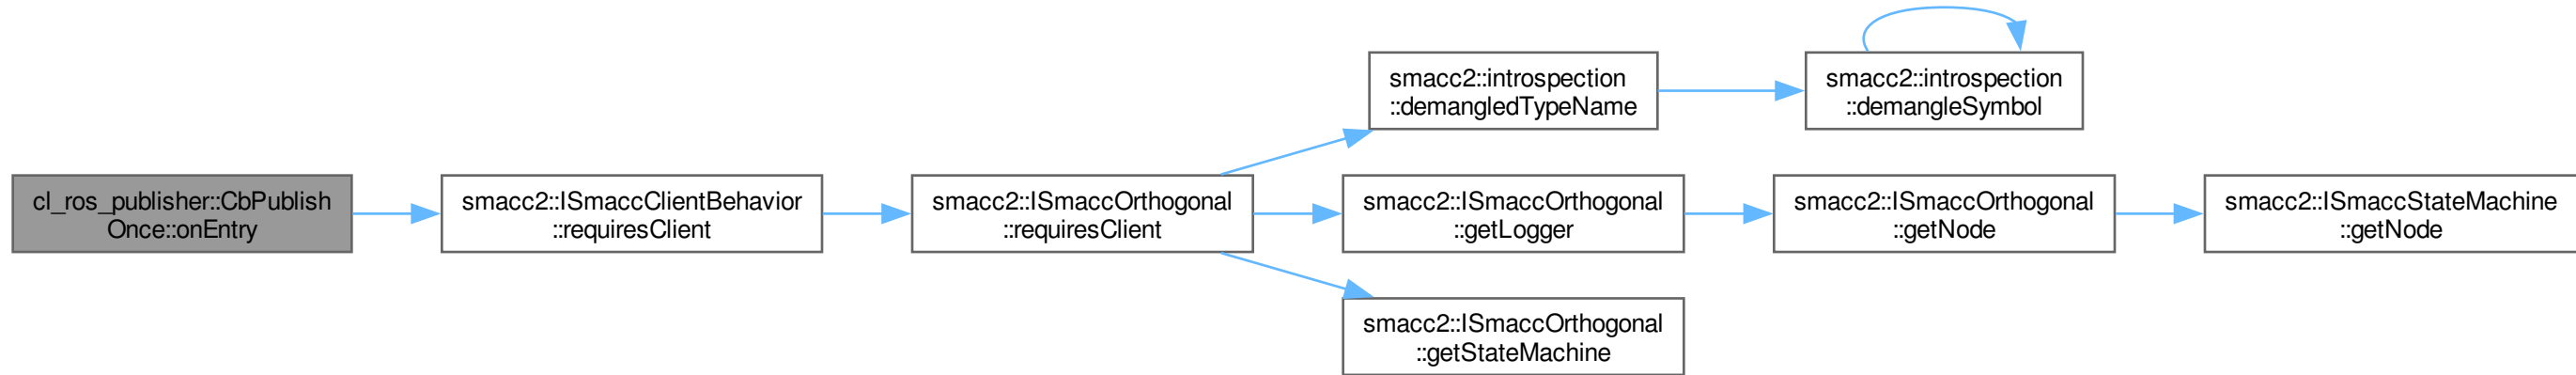 cl_ros_publisher::CbPublish
Once::onEntry
smacc2::ISmaccClientBehavior
::requiresClient
smacc2::ISmaccOrthogonal
::requiresClient
smacc2::introspection
::demangledTypeName
smacc2::introspection
::demangleSymbol
smacc2::ISmaccOrthogonal
::getLogger
smacc2::ISmaccOrthogonal
::getNode
smacc2::ISmaccStateMachine
::getNode
smacc2::ISmaccOrthogonal
::getStateMachine